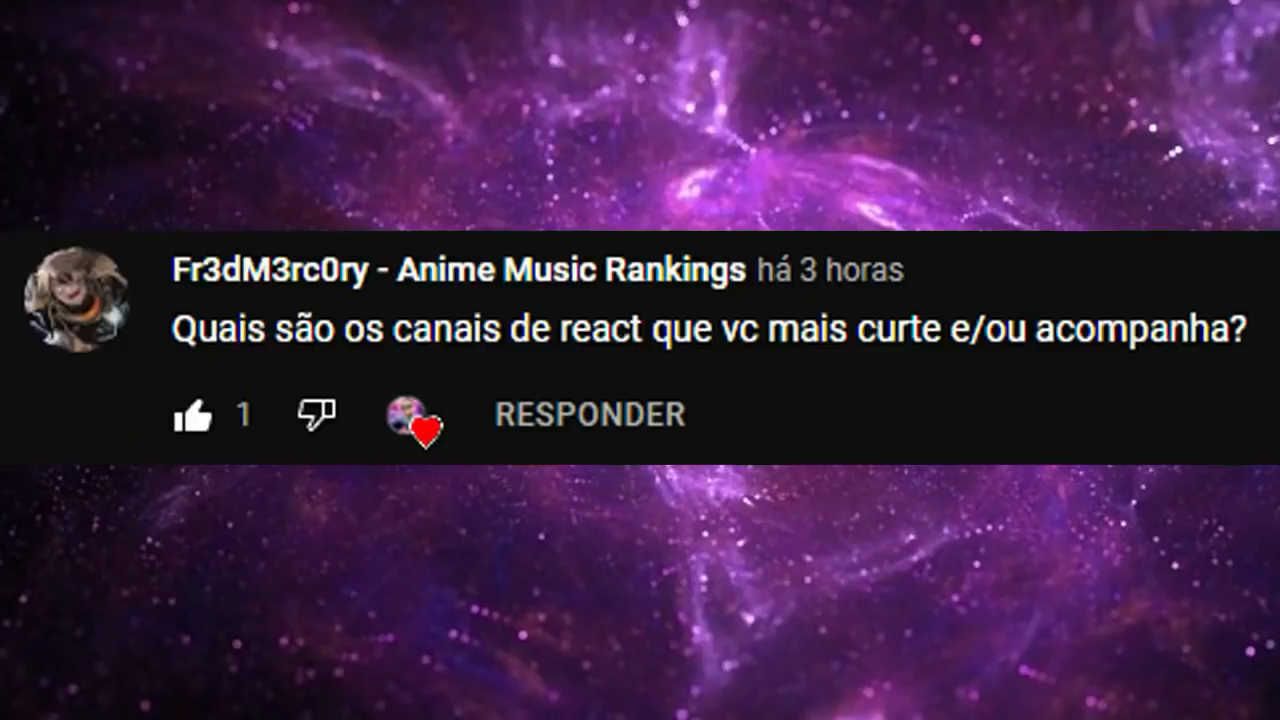 Fr3dM3rc0ry - Anime Music Rankings há 3 horas
Quais são os canais de react que vc mais curte e/ou acompanha?
1 RESPONDER